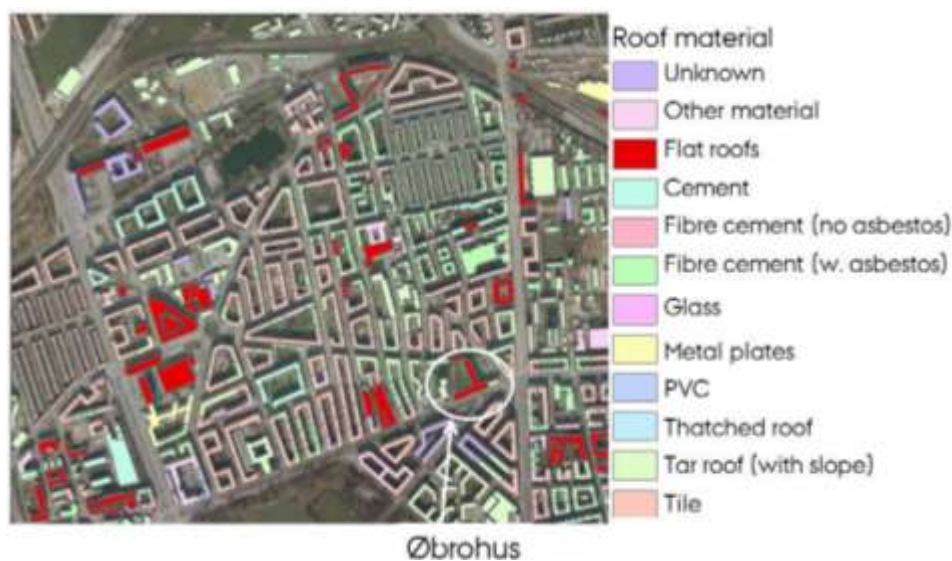 Roof material
Unknown
Other material
Flat roofs
Cement
Fibre cement (no asbestos)
Fibre cement (w. asbestos)
Glass
Metal plates
PVC
Thatched roof
Tar roof (with slope)
Tile
Øbrohus